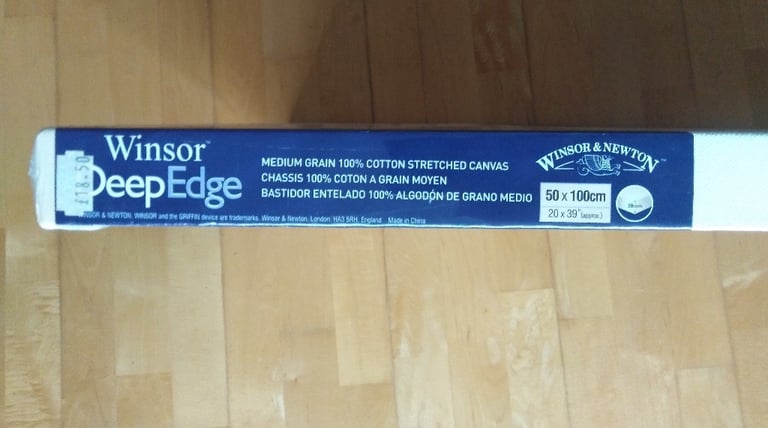 £18.50
Winsor™
DeepEdge
WINSOR & NEWTON, WINSOR and the GRIFFIN device are trademarks. Winsor & Newton, London, HA3 5RH, England Made in China
MEDIUM GRAIN 100% COTTON STRETCHED CANVAS
CHASSIS 100% COTON A GRAIN MOYEN
BASTIDOR ENTELADO 100% ALGODÓN DE GRANO MEDIO
WINSOR & NEWTON™
50 x 100cm
20 x 39" (approx.)